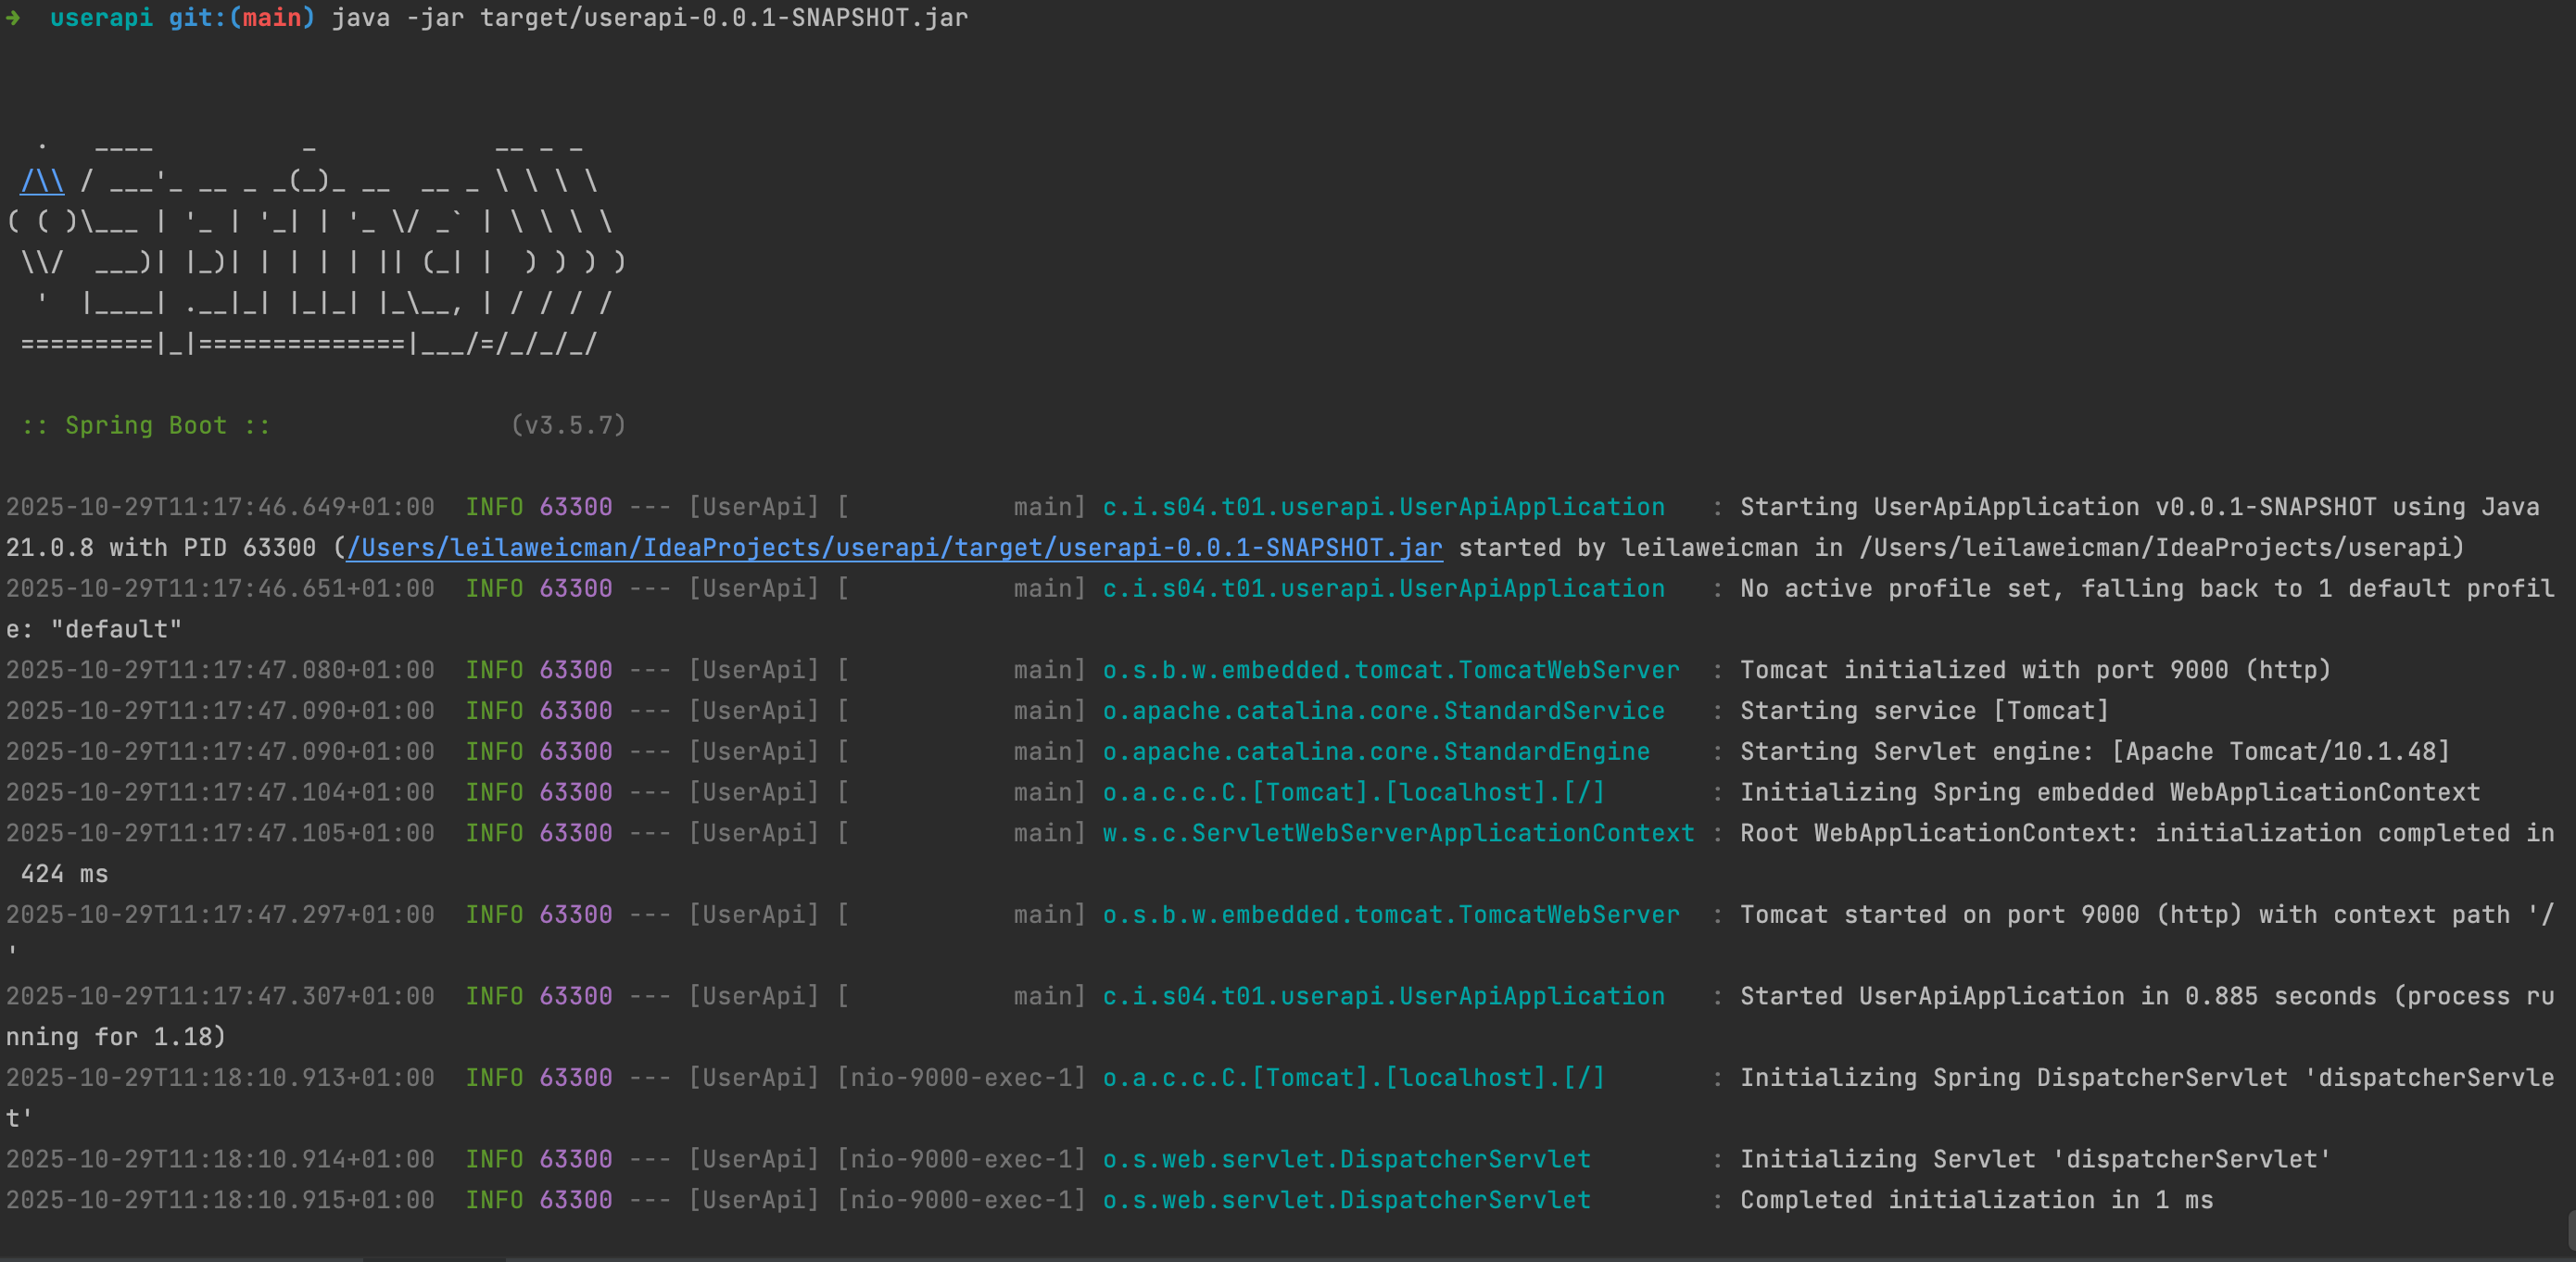 ➜  userapi git:(main) java -jar target/userapi-0.0.1-SNAPSHOT.jar

  .   ____          _            __ _ _
 /\\ / ___'_ __ _ _(_)_ __  __ _ \ \ \ \
( ( )\___ | '_ | '_| | '_ \/ _` | \ \ \ \
 \\/  ___)| |_)| | | | | || (_| |  ) ) ) )
  '  |____| .__|_| |_|_| |_\__, | / / / /
 =========|_|==============|___/=/_/_/_/

 :: Spring Boot ::                (v3.5.7)

2025-10-29T11:17:46.649+01:00  INFO 63300 --- [UserApi] [           main] c.i.s04.t01.userapi.UserApiApplication   : Starting UserApiApplication v0.0.1-SNAPSHOT using Java
21.0.8 with PID 63300 (/Users/leilaweicman/IdeaProjects/userapi/target/userapi-0.0.1-SNAPSHOT.jar started by leilaweicman in /Users/leilaweicman/IdeaProjects/userapi)
2025-10-29T11:17:46.651+01:00  INFO 63300 --- [UserApi] [           main] c.i.s04.t01.userapi.UserApiApplication   : No active profile set, falling back to 1 default profil
e: "default"
2025-10-29T11:17:47.080+01:00  INFO 63300 --- [UserApi] [           main] o.s.b.w.embedded.tomcat.TomcatWebServer  : Tomcat initialized with port 9000 (http)
2025-10-29T11:17:47.090+01:00  INFO 63300 --- [UserApi] [           main] o.apache.catalina.core.StandardService   : Starting service [Tomcat]
2025-10-29T11:17:47.090+01:00  INFO 63300 --- [UserApi] [           main] o.apache.catalina.core.StandardEngine    : Starting Servlet engine: [Apache Tomcat/10.1.48]
2025-10-29T11:17:47.104+01:00  INFO 63300 --- [UserApi] [           main] o.a.c.c.C.[Tomcat].[localhost].[/]       : Initializing Spring embedded WebApplicationContext
2025-10-29T11:17:47.105+01:00  INFO 63300 --- [UserApi] [           main] w.s.c.ServletWebServerApplicationContext : Root WebApplicationContext: initialization completed in
 424 ms
2025-10-29T11:17:47.297+01:00  INFO 63300 --- [UserApi] [           main] o.s.b.w.embedded.tomcat.TomcatWebServer  : Tomcat started on port 9000 (http) with context path '/
'
2025-10-29T11:17:47.307+01:00  INFO 63300 --- [UserApi] [           main] c.i.s04.t01.userapi.UserApiApplication   : Started UserApiApplication in 0.885 seconds (process ru
nning for 1.18)
2025-10-29T11:18:10.913+01:00  INFO 63300 --- [UserApi] [nio-9000-exec-1] o.a.c.c.C.[Tomcat].[localhost].[/]       : Initializing Spring DispatcherServlet 'dispatcherServle
t'
2025-10-29T11:18:10.914+01:00  INFO 63300 --- [UserApi] [nio-9000-exec-1] o.s.web.servlet.DispatcherServlet        : Initializing Servlet 'dispatcherServlet'
2025-10-29T11:18:10.915+01:00  INFO 63300 --- [UserApi] [nio-9000-exec-1] o.s.web.servlet.DispatcherServlet        : Completed initialization in 1 ms